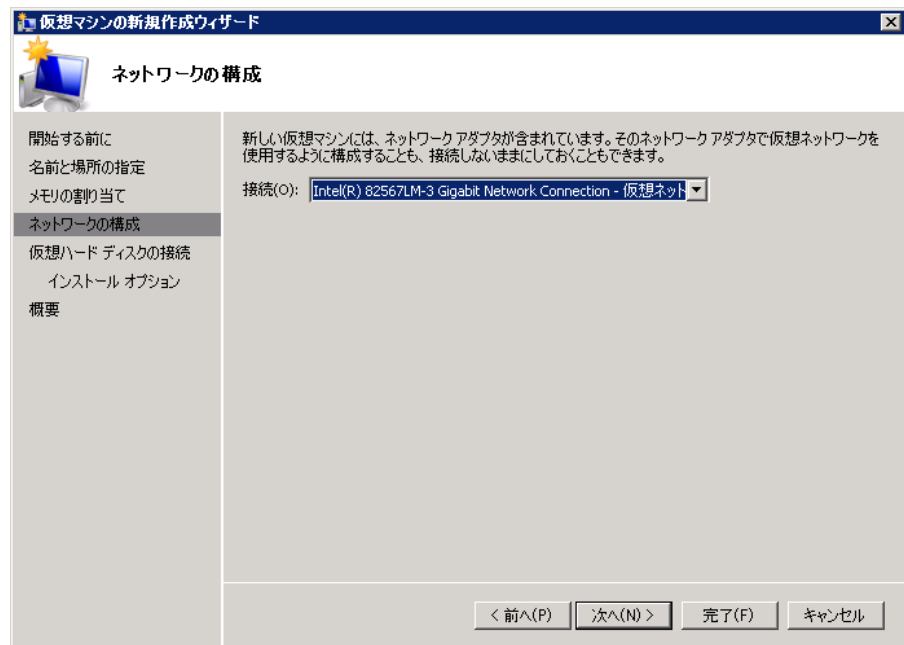 仮想マシンの新規作成ウィザード
ネットワークの構成
開始する前に
名前と場所の指定
メモリの割り当て
ネットワークの構成
仮想ハード ディスクの接続
インストール オプション
概要
新しい仮想マシンには、ネットワーク アダプタが含まれています。そのネットワーク アダプタで仮想ネットワークを
使用するように構成することも、接続しないままにしておくこともできます。
接続(O): Intel(R) 82567LM-3 Gigabit Network Connection - 仮想ネット
< 前へ(P) 次へ(N) > 完了(F) キャンセル